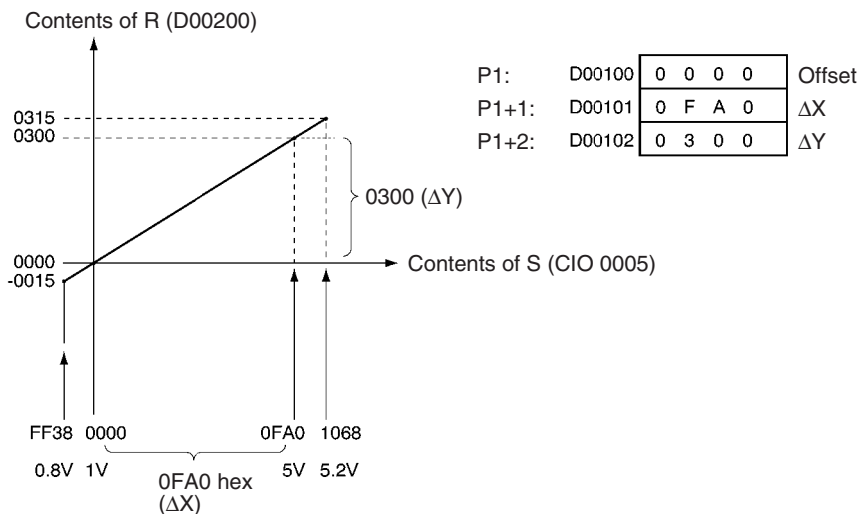 Contents of R (D00200)
P1: D00100 0 0 0 0 Offset
P1+1: D00101 0 F A 0 ΔX
P1+2: D00102 0 3 0 0 ΔY
0315
0300
0300 (ΔY)
0000
-0015
Contents of S (CIO 0005)
FF38 0000 0FA0 1068
0.8V 1V 5V 5.2V
0FA0 hex
(ΔX)